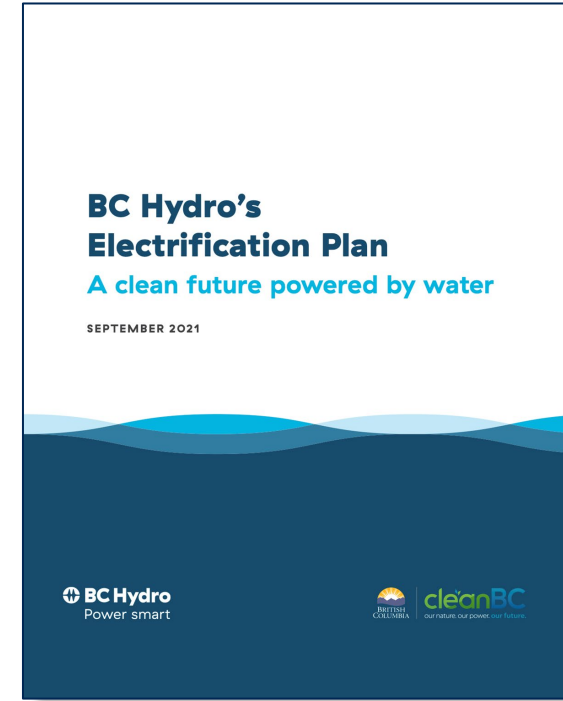 BC Hydro's
Electrification Plan
A clean future powered by water
SEPTEMBER 2021
BC Hydro
Power smart
BRITISH
COLUMBIA
cleanBC
our nature. our power. our future.